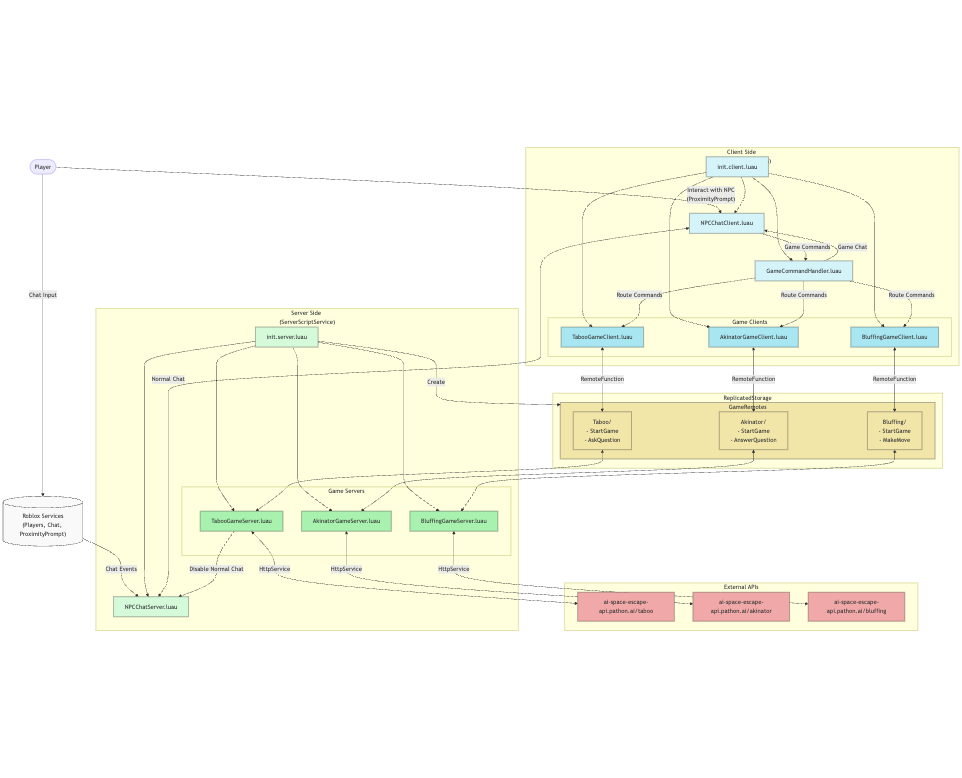 Client Side
)
init.client.luau
Player
Interact with NPC
(ProximityPrompt)
NPCChatClient.luau
Game Commands
Game Chat
GameCommandHandler.luau
Chat Input
Route Commands
Route Commands
Route Commands
Server Side
(ServerScriptService)
Game Clients
init.server.luau
TabooGameClient.luau
AkinatorGameClient.luau
BluffingGameClient.luau
Normal Chat
Create
RemoteFunction
RemoteFunction
RemoteFunction
ReplicatedStorage
GameRemotes
Taboo/
- StartGame
- AskQuestion
Akinator/
- StartGame
- AnswerQuestion
Bluffing/
- StartGame
- MakeMove
Game Servers
Roblox Services
(Players, Chat,
ProximityPrompt)
TabooGameServer.luau
AkinatorGameServer.luau
BluffingGameServer.luau
Chat Events
Disable Normal Chat
HttpService
HttpService
HttpService
External APIs
NPCChatServer.luau
ai-space-escape-
api.pathon.ai/taboo
ai-space-escape-
api.pathon.ai/akinator
ai-space-escape-
api.pathon.ai/bluffing